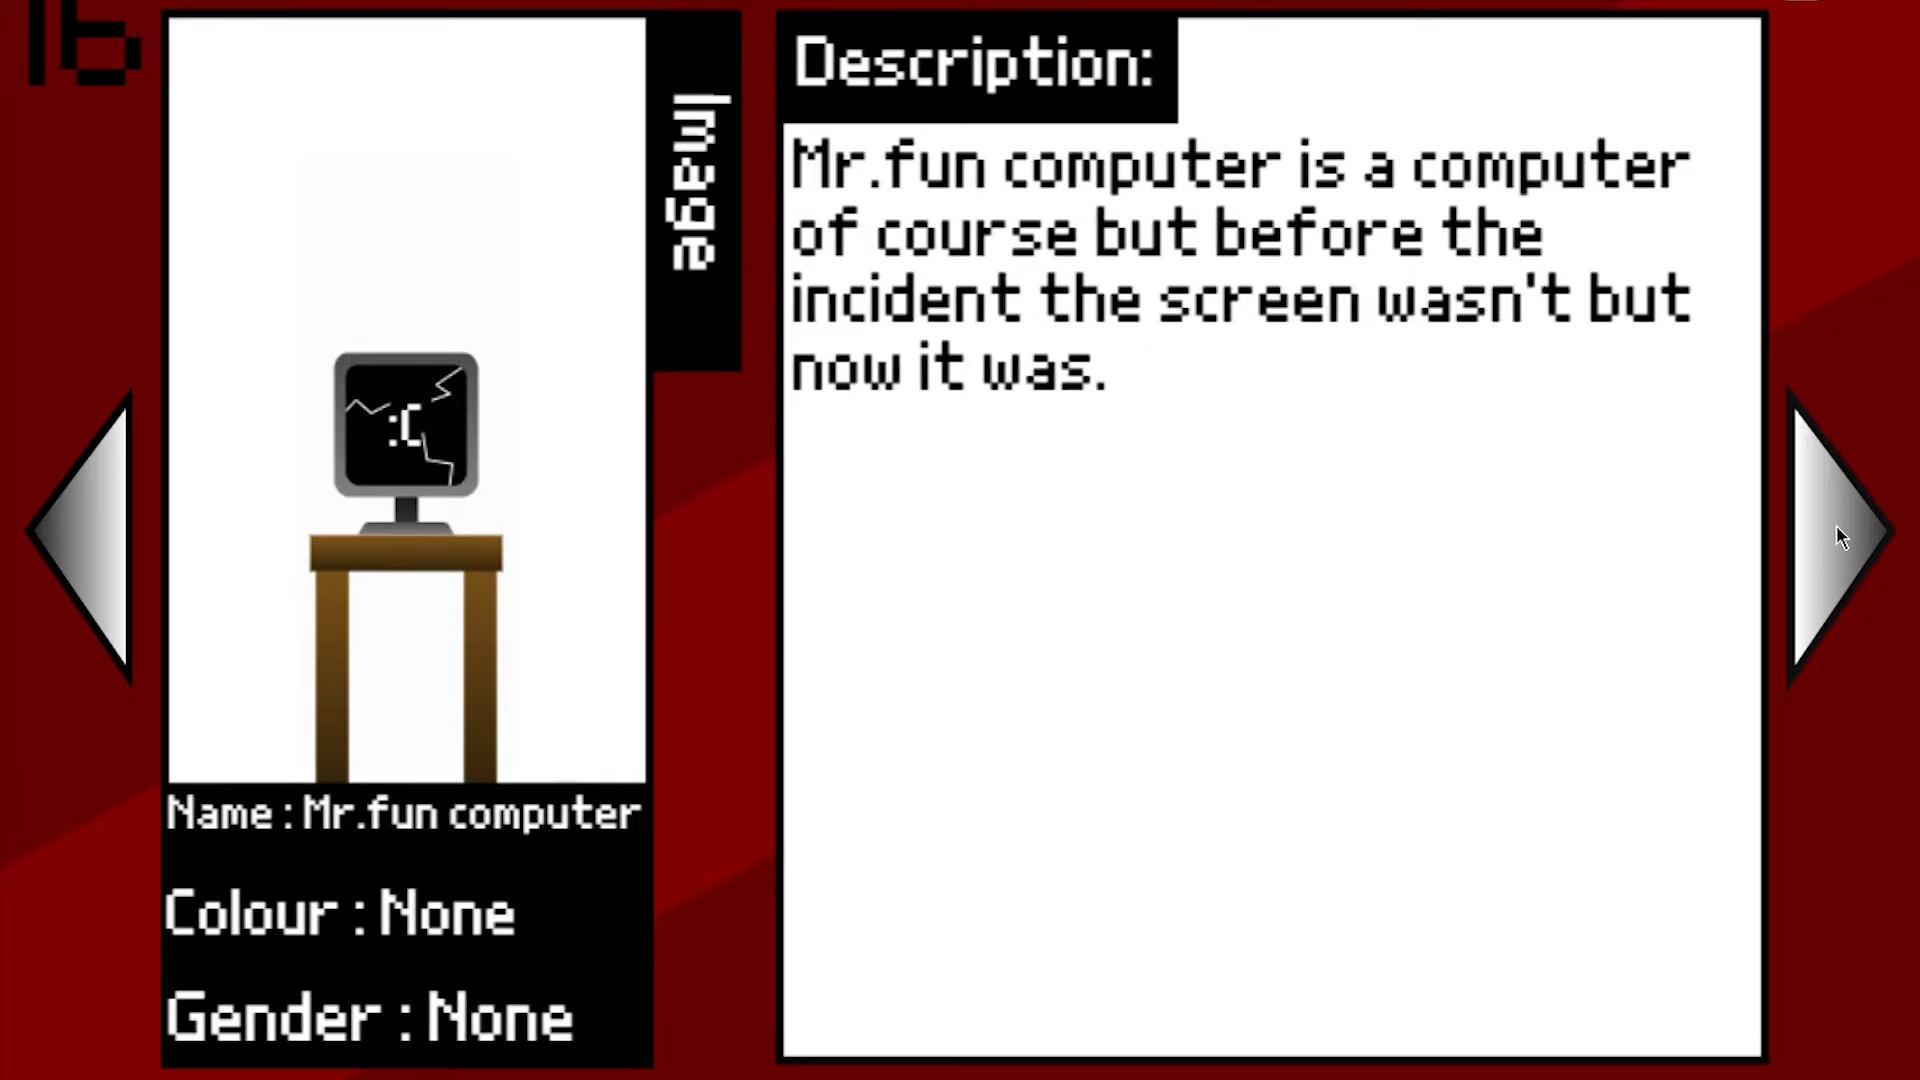 16
Image
:C
Name : Mr.fun computer
Colour : None
Gender : None
Description:
Mr.fun computer is a computer
of course but before the
incident the screen wasn't but
now it was.